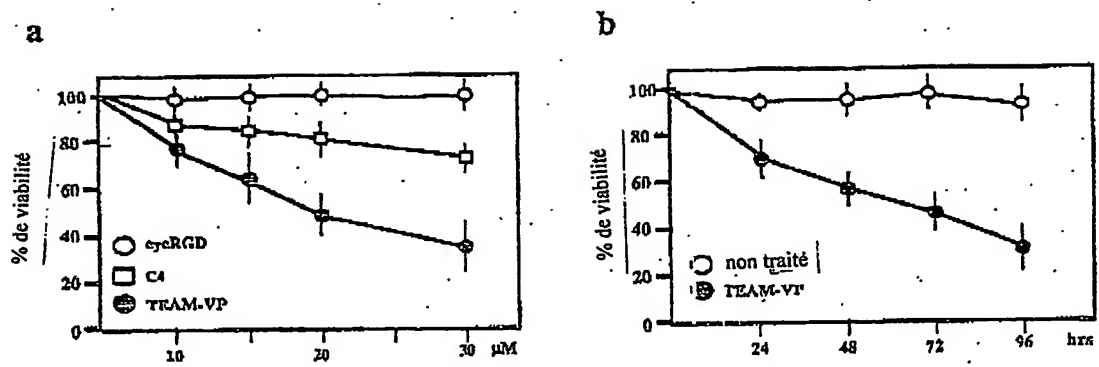 a
% de viabilité
100
80
60
40
20
0
cycRGD
C4
TEAM-VP
10
20
30
µM
b
% de viabilité
100
80
60
40
20
0
non traité
TEAM-VP
24
48
72
96
hrs